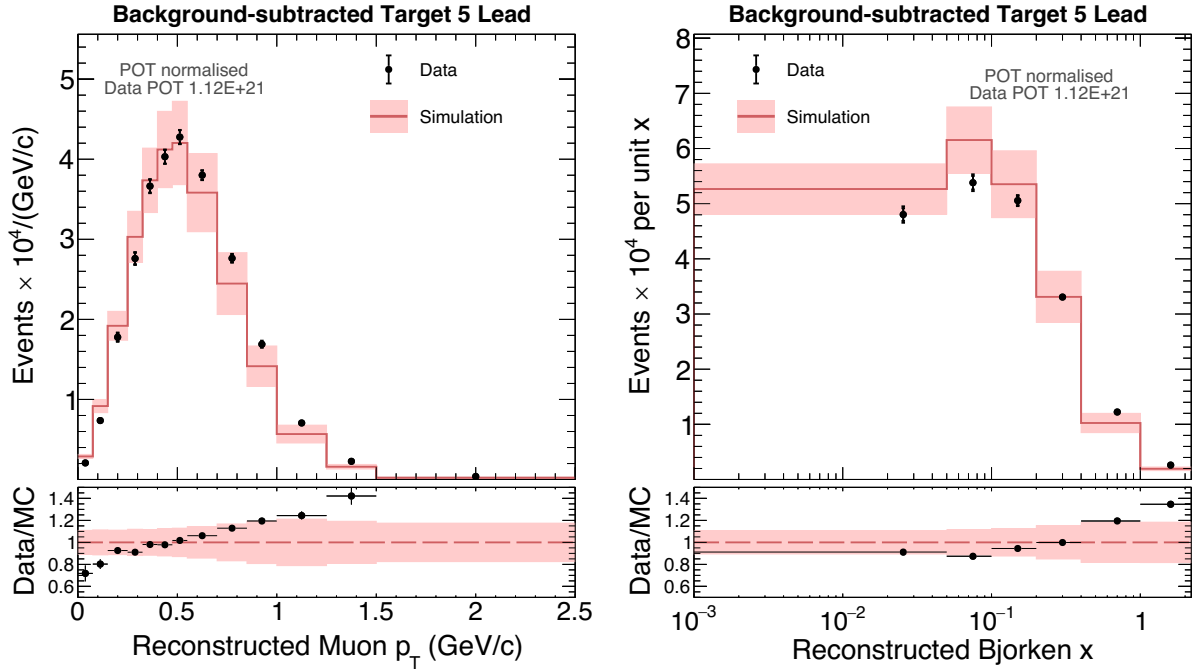 Background-subtracted Target 5 Lead
Events × 10⁴/(GeV/c)
5
4
3
2
1
POT normalised
Data POT 1.12E+21
Data
Simulation
Data/MC
1.4
1.2
1
0.8
0.6
0 0.5 1 1.5 2 2.5
Reconstructed Muon p_T (GeV/c)
Background-subtracted Target 5 Lead
Events × 10⁴ per unit x
8
7
6
5
4
3
2
1
Data
Simulation
POT normalised
Data POT 1.12E+21
Data/MC
1.4
1.2
1
0.8
0.6
10⁻³ 10⁻² 10⁻¹ 1
Reconstructed Bjorken x